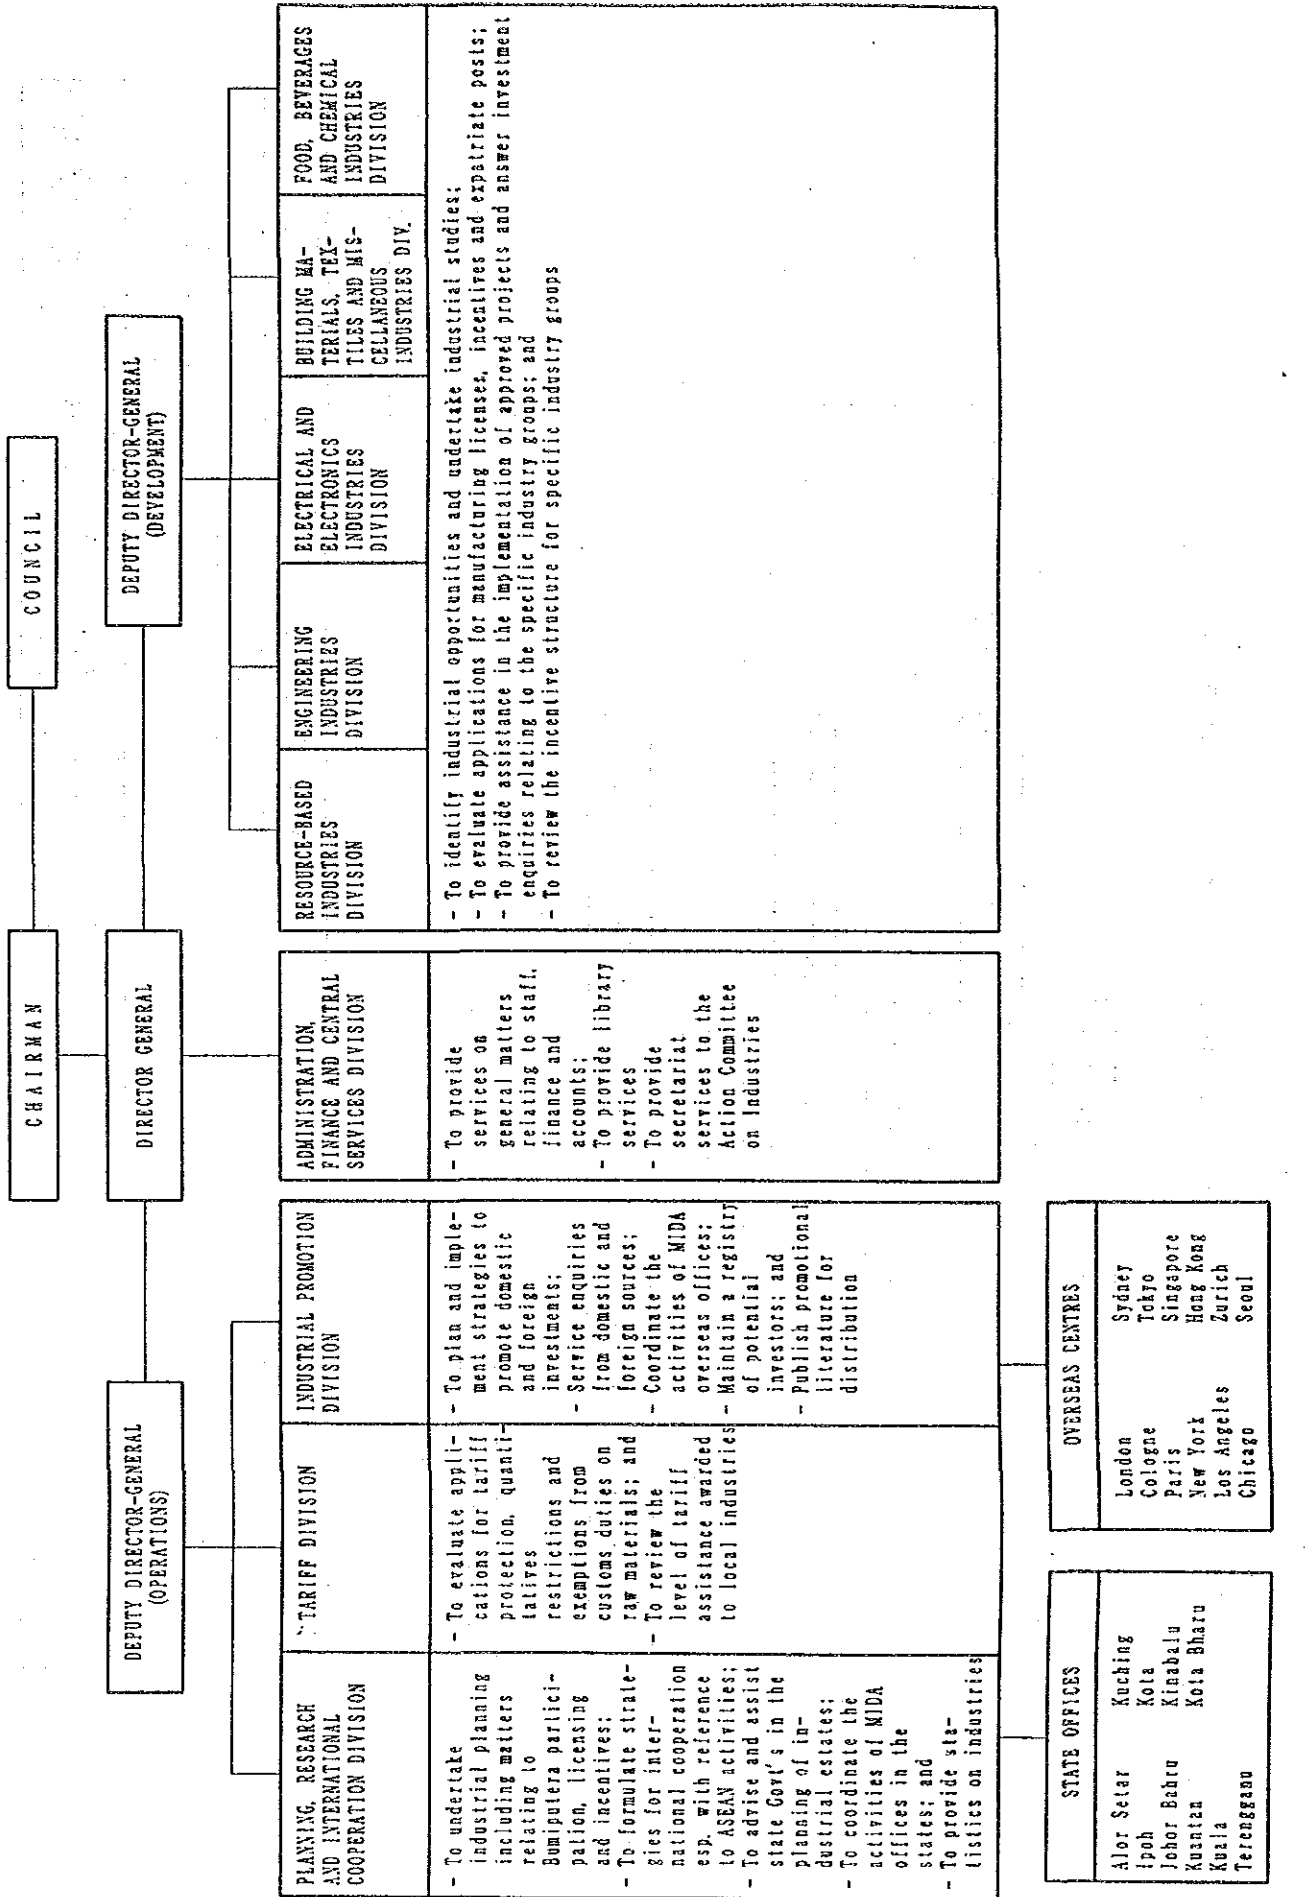 CHAIRMAN
COUNCIL
DEPUTY DIRECTOR-GENERAL
(OPERATIONS)
DIRECTOR GENERAL
DEPUTY DIRECTOR-GENERAL
(DEVELOPMENT)
PLANNING, RESEARCH
AND INTERNATIONAL
COOPERATION DIVISION
- To undertake
industrial planning
including matters
relating to
Bumiputera partici-
pation, licensing
and incentives;
- To formulate strate-
gies for inter-
national cooperation
esp. with reference
to ASEAN activities;
- To advise and assist
state Govt's in the
planning of in-
dustrial estates;
- To coordinate the
activities of MIDA
offices in the
states; and
- To provide sta-
tistics on industries
TARIFF DIVISION
- To evaluate appli-
cations for tariff
protection, quanti-
tatives
restrictions and
exemptions from
customs duties on
raw materials; and
- To review the
level of tariff
assistance awarded
to local industries
INDUSTRIAL PROMOTION
DIVISION
- To plan and imple-
ment strategies to
promote domestic
and foreign
investments;
- Service enquiries
from domestic and
foreign sources;
- Coordinate the
activities of MIDA
overseas offices;
- Maintain a registry
of potential
investors; and
- Publish promotional
literature for
distribution
ADMINISTRATION,
FINANCE AND CENTRAL
SERVICES DIVISION
- To provide
services on
general matters
relating to staff,
finance and
accounts;
- To provide library
services
- To provide
secretariat
services to the
Action Committee
on Industries
RESOURCE-BASED
INDUSTRIES
DIVISION
ENGINEERING
INDUSTRIES
DIVISION
ELECTRICAL AND
ELECTRONICS
INDUSTRIES
DIVISION
BUILDING MA-
TERIALS, TEX-
TILES AND MIS-
CELLANEOUS
INDUSTRIES DIV.
FOOD, BEVERAGES
AND CHEMICAL
INDUSTRIES
DIVISION
- To identify industrial opportunities and undertake industrial studies;
- To evaluate applications for manufacturing licenses, incentives and expatriate posts;
- To provide assistance in the implementation of approved projects and answer investment
enquiries relating to the specific industry groups; and
- To review the incentive structure for specific industry groups
STATE OFFICES
Alor Setar Kuching
Ipoh Kota
Johor Bahru Kinabalu
Kuantan Kota Bharu
Kuala
Terengganu
OVERSEAS CENTRES
London Sydney
Cologne Tokyo
Paris Singapore
New York Hong Kong
Los Angeles Zurich
Chicago Seoul